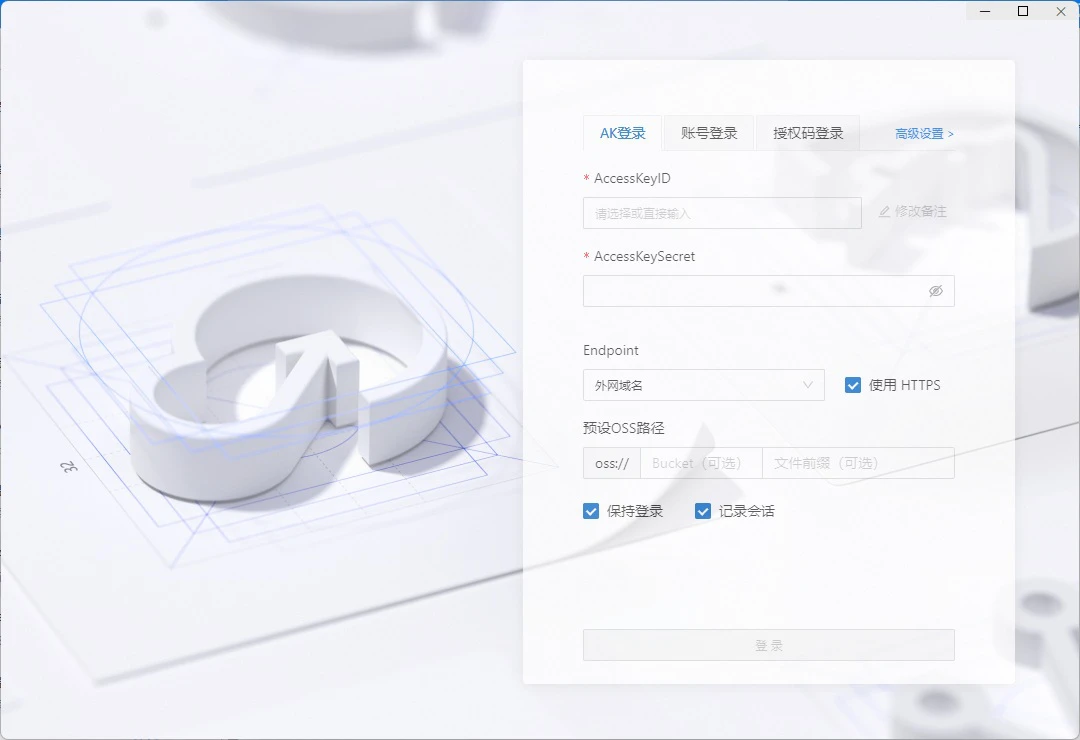 AK登录 账号登录 授权码登录 高级设置 >
* AccessKeyID
请选择或直接输入 修改备注
* AccessKeySecret
Endpoint
外网域名 使用 HTTPS
预设OSS路径
oss:// Bucket（可选） 文件前缀（可选）
保持登录 记录会话
32
登 录